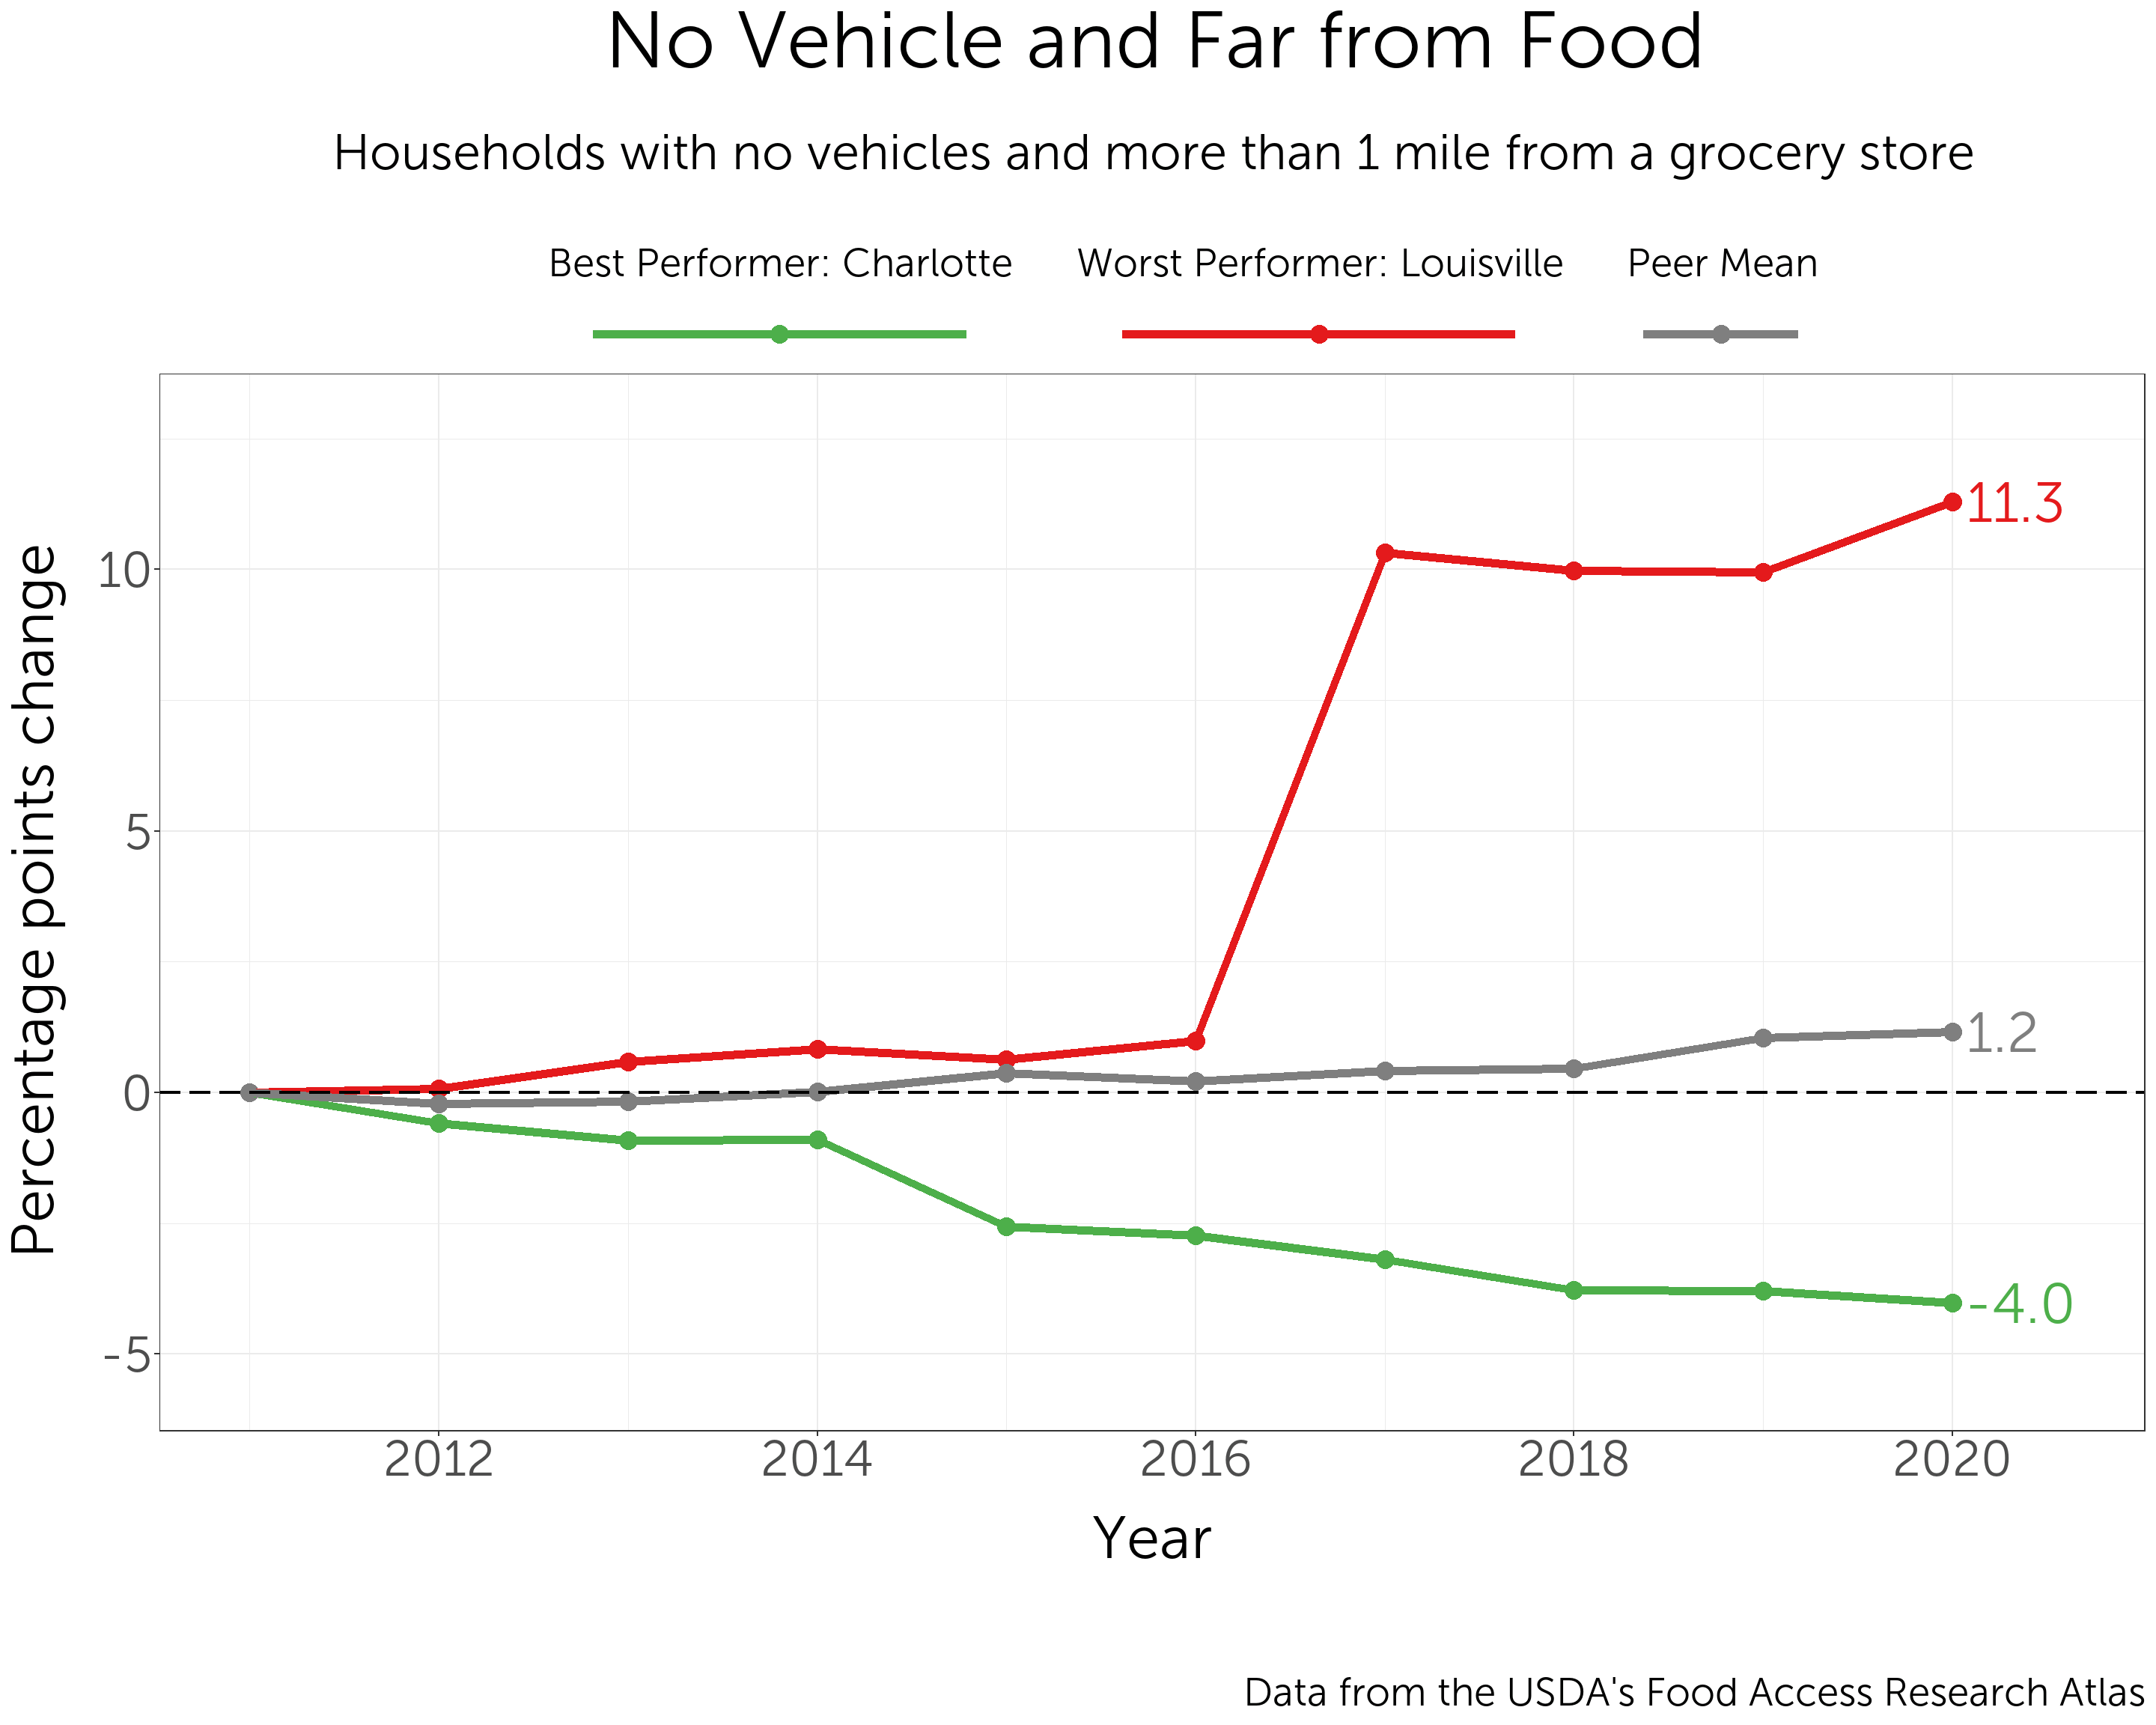 No Vehicle and Far from Food
Households with no vehicles and more than 1 mile from a grocery store
Best Performer: Charlotte Worst Performer: Louisville Peer Mean
Percentage points change
10
5
0
-5
11.3
1.2
-4.0
2012 2014 2016 2018 2020
Year
Data from the USDA's Food Access Research Atlas